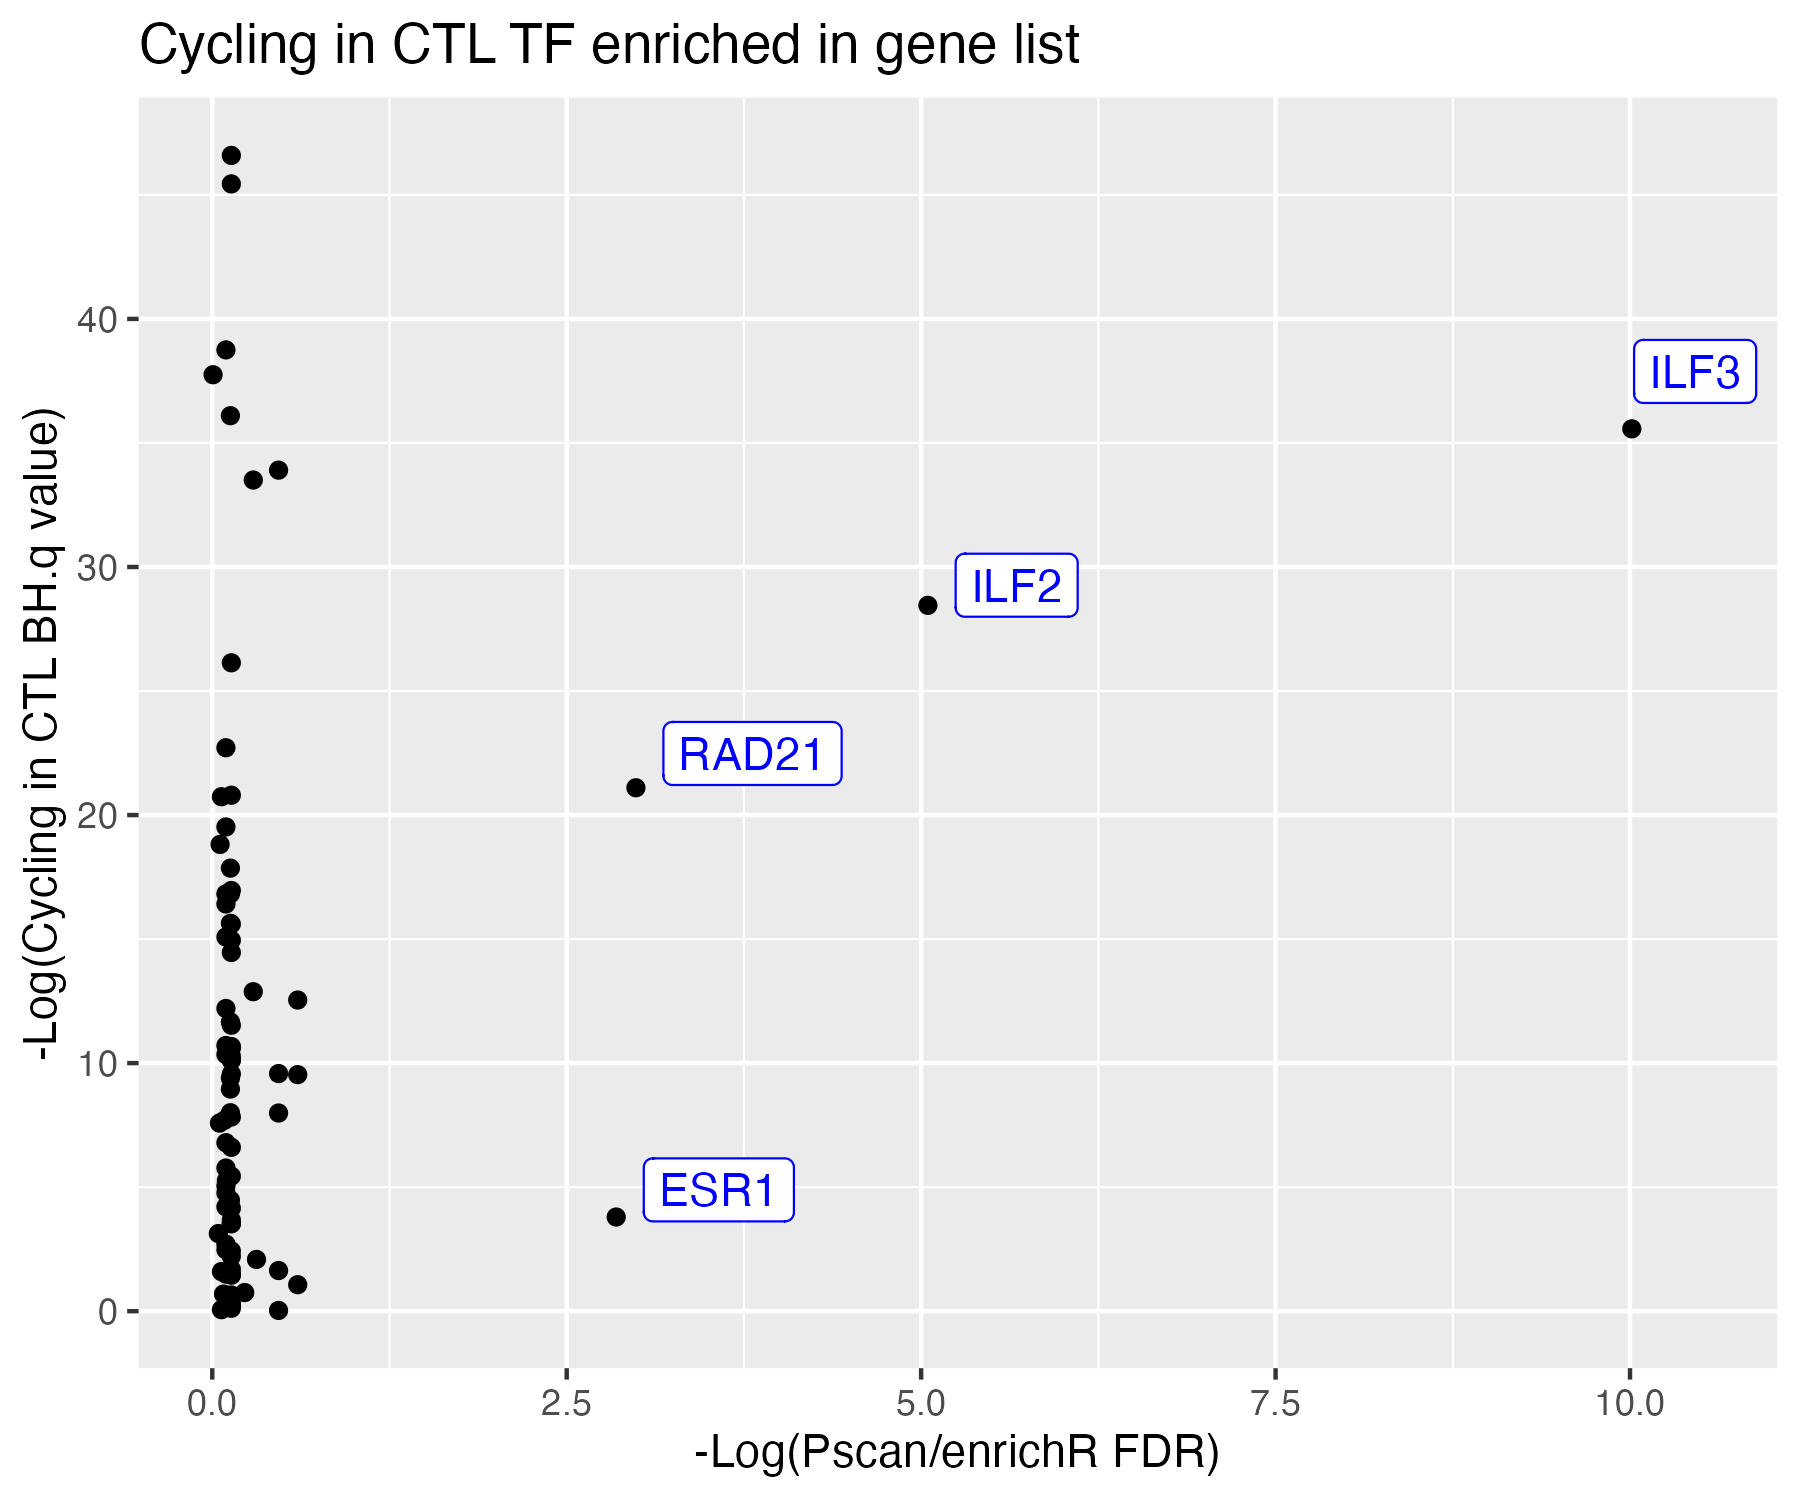 Cycling in CTL TF enriched in gene list
-Log(Cycling in CTL BH.q value)
40
30
20
10
0
ILF3
ILF2
RAD21
ESR1
0.0 2.5 5.0 7.5 10.0
-Log(Pscan/enrichR FDR)